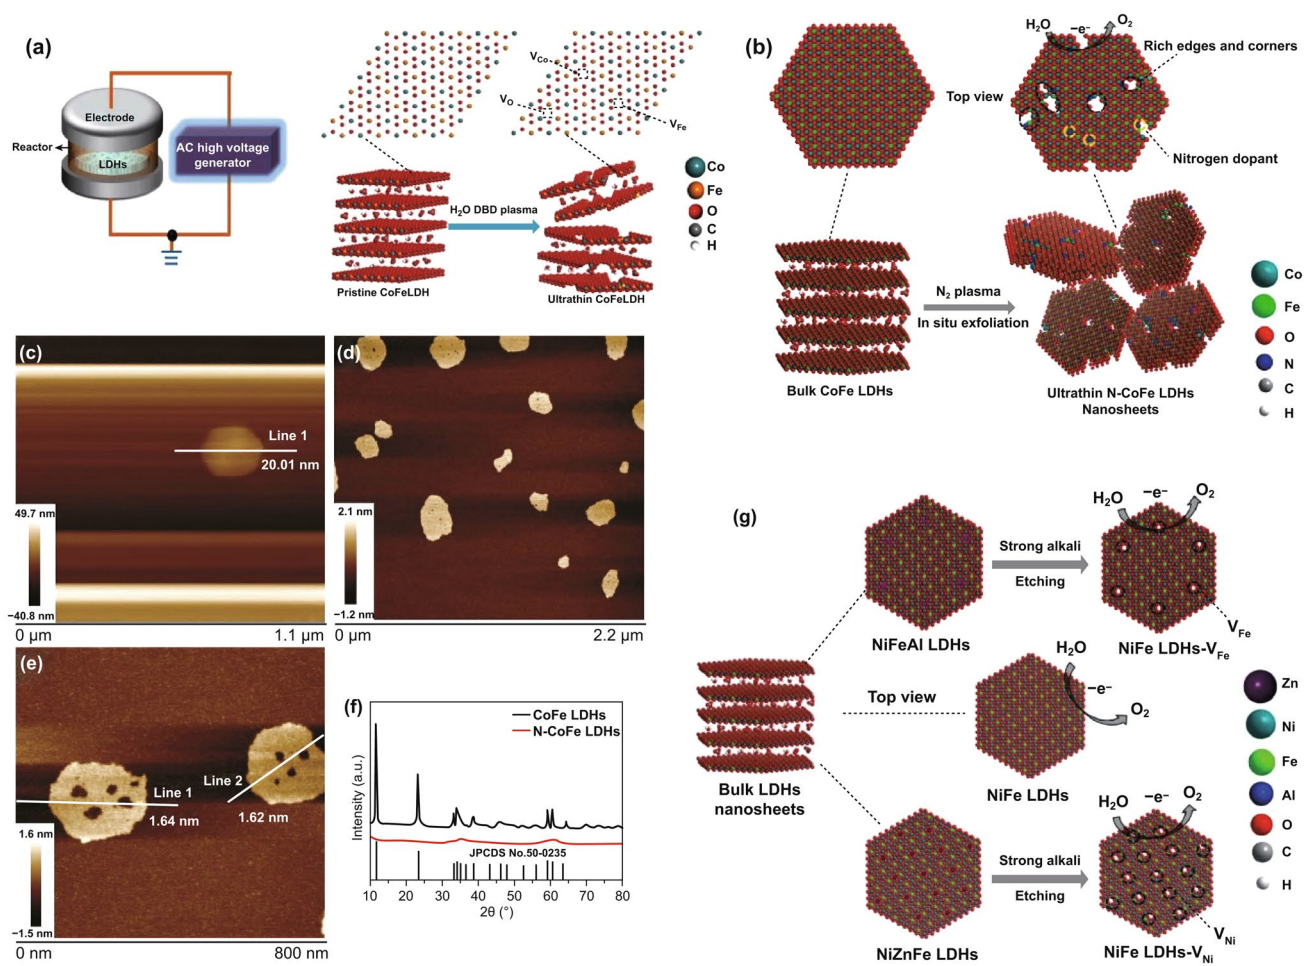 (a)
Electrode
Reactor
LDHs
AC high voltage
generator
V_Co
V_O
V_Fe
H₂O DBD plasma
Pristine CoFeLDH
Ultrathin CoFeLDH
Co
Fe
O
C
H
(b)
H₂O
−e⁻
O₂
Rich edges and corners
Top view
Nitrogen dopant
N₂ plasma
In situ exfoliation
Bulk CoFe LDHs
Ultrathin N-CoFe LDHs
Nanosheets
Co
Fe
O
N
C
H
(c)
Line 1
20.01 nm
49.7 nm
−40.8 nm
0 μm
1.1 μm
(d)
2.1 nm
−1.2 nm
0 μm
2.2 μm
(e)
Line 1
1.64 nm
Line 2
1.62 nm
1.6 nm
−1.5 nm
0 nm
800 nm
(f)
CoFe LDHs
N-CoFe LDHs
Intensity (a.u.)
JPCDS No.50-0235
10 20 30 40 50 60 70 80
2θ (°)
(g)
NiFeAl LDHs
Strong alkali
Etching
H₂O
−e⁻
O₂
V_Fe
NiFe LDHs-V_Fe
Bulk LDHs
nanosheets
Top view
H₂O
−e⁻
O₂
NiFe LDHs
NiZnFe LDHs
Strong alkali
Etching
H₂O
−e⁻
O₂
V_Ni
NiFe LDHs-V_Ni
Zn
Ni
Fe
Al
O
C
H